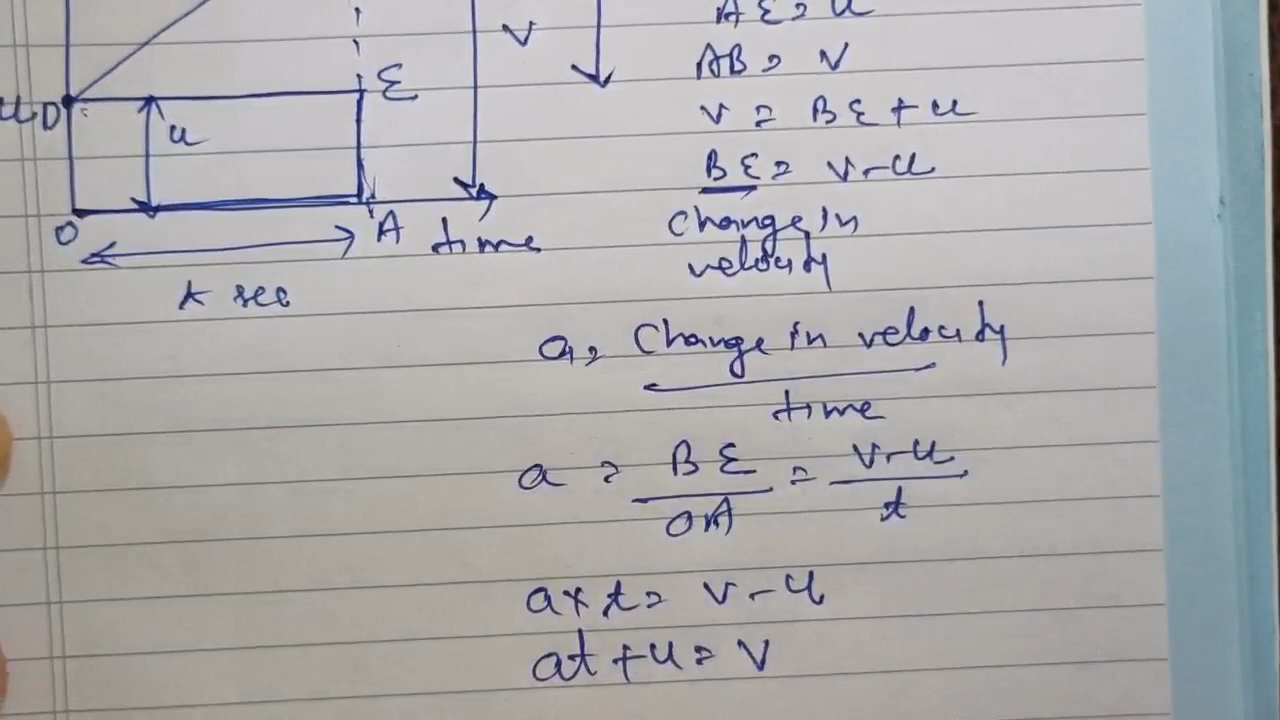 AE = u
V
AB = V
E
u D
u
V = BE + u
BE = V - u
O
A
time
Change in
velocity
t sec
a = Change in velocity
time
a = BE / OA = V-u / t
a x t = V - u
at + u = V